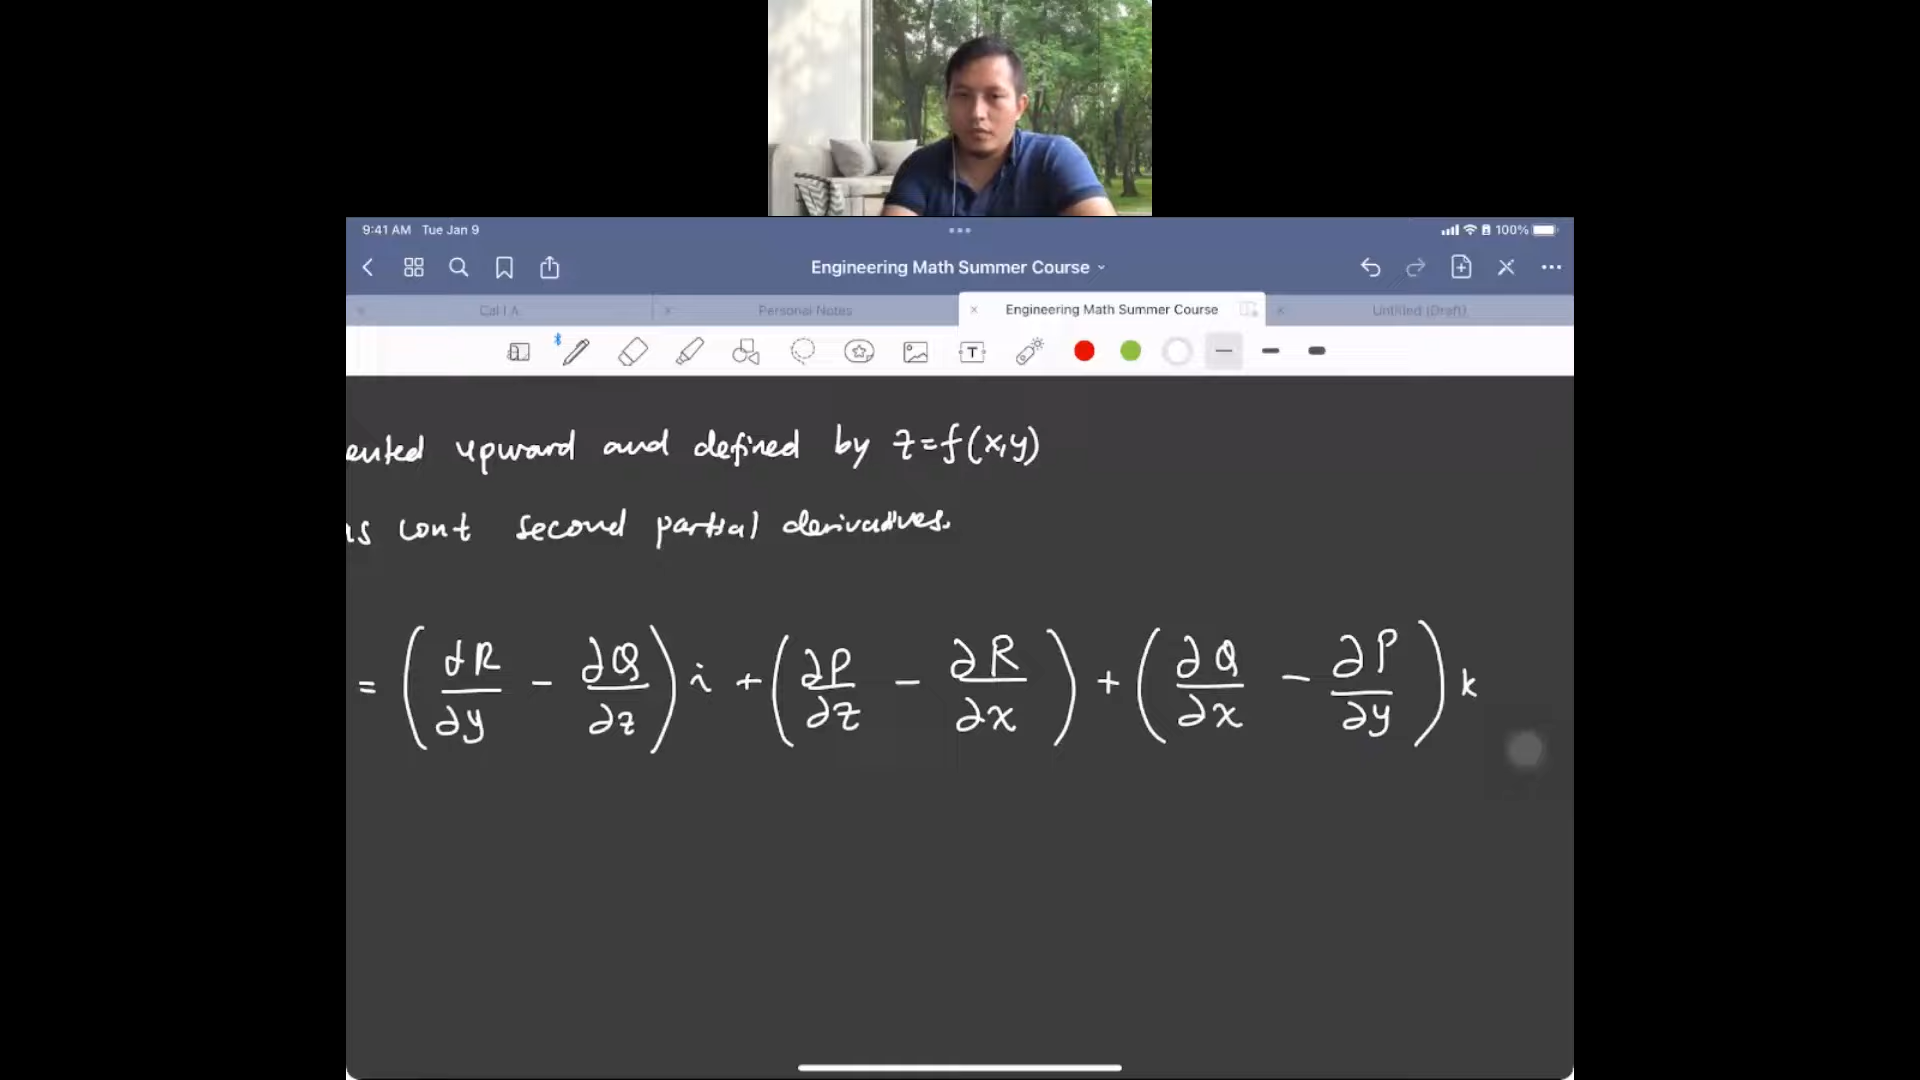 9:41 AM Tue Jan 9
100%
Engineering Math Summer Course
Cal I A
Personal Notes
Engineering Math Summer Course
Untitled (Draft)
T
ented upward and defined by z=f(x,y)
as cont second partial derivatives.
= (∂R/∂y - ∂Q/∂z) i + (∂P/∂z - ∂R/∂x) + (∂Q/∂x - ∂P/∂y) k